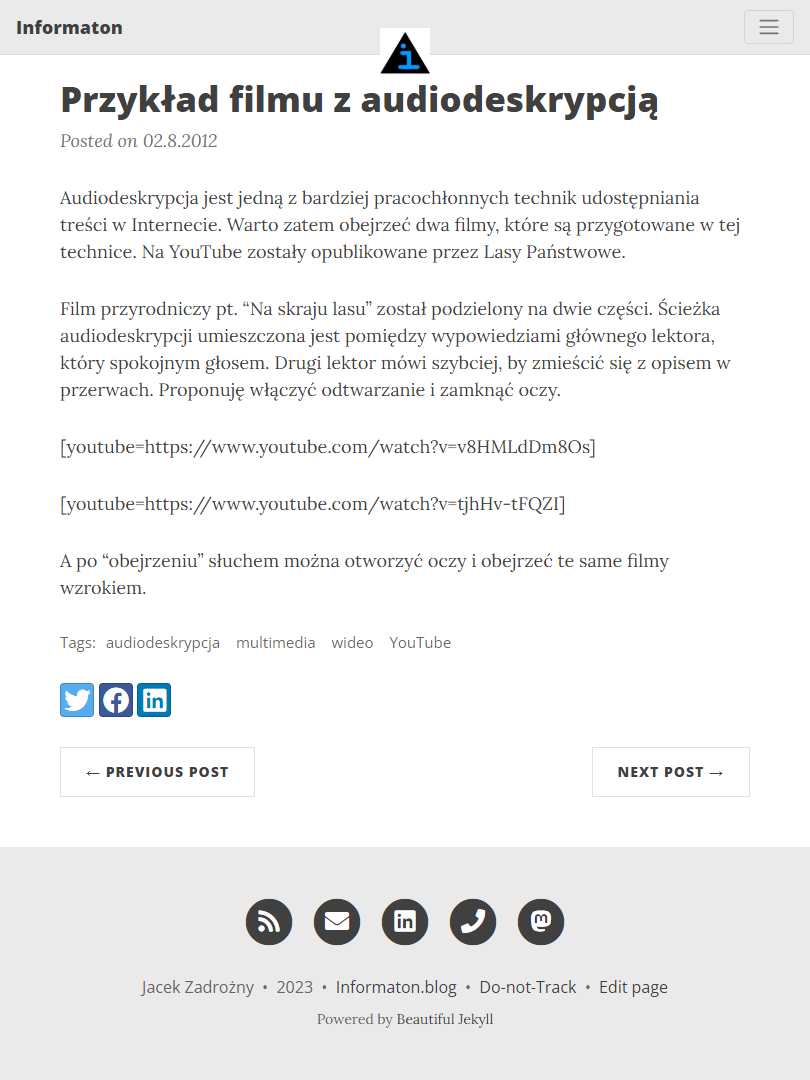 Informaton
i
Przykład filmu z audiodeskrypcją
Posted on 02.8.2012
Audiodeskrypcja jest jedną z bardziej pracochłonnych technik udostępniania
treści w Internecie. Warto zatem obejrzeć dwa filmy, które są przygotowane w tej
technice. Na YouTube zostały opublikowane przez Lasy Państwowe.
Film przyrodniczy pt. “Na skraju lasu” został podzielony na dwie części. Ścieżka
audiodeskrypcji umieszczona jest pomiędzy wypowiedziami głównego lektora,
który spokojnym głosem. Drugi lektor mówi szybciej, by zmieścić się z opisem w
przerwach. Proponuję włączyć odtwarzanie i zamknąć oczy.
[youtube=https://www.youtube.com/watch?v=v8HMLdDm8Os]
[youtube=https://www.youtube.com/watch?v=tjhHv-tFQZI]
A po “obejrzeniu” słuchem można otworzyć oczy i obejrzeć te same filmy
wzrokiem.
Tags: audiodeskrypcja multimedia wideo YouTube
← PREVIOUS POST
NEXT POST →
Jacek Zadrożny • 2023 • Informaton.blog • Do-not-Track • Edit page
Powered by Beautiful Jekyll